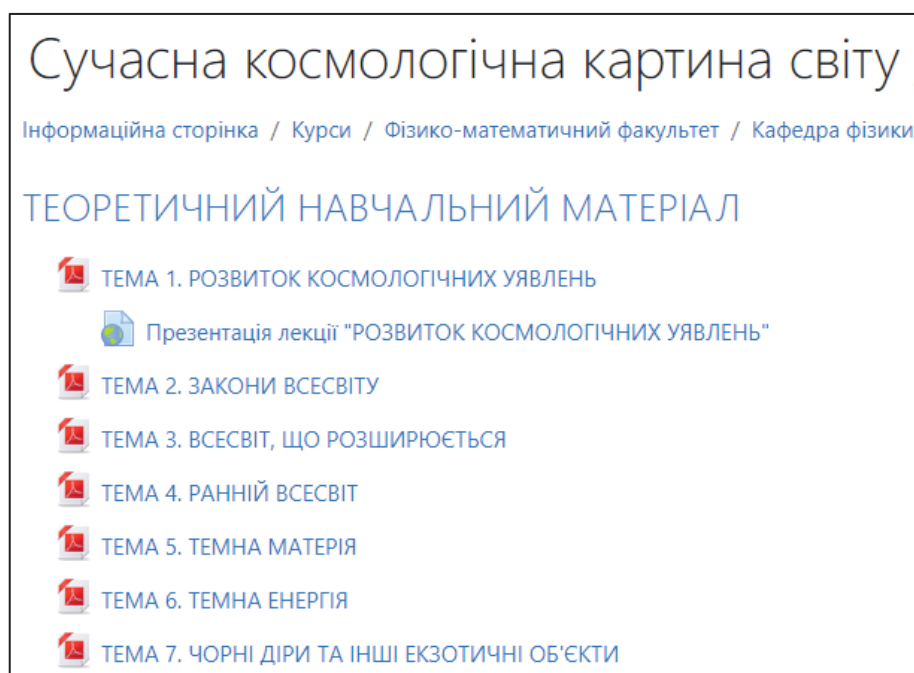 Сучасна космологічна картина світу
Інформаційна сторінка / Курси / Фізико-математичний факультет / Кафедра фізики
ТЕОРЕТИЧНИЙ НАВЧАЛЬНИЙ МАТЕРІАЛ
ТЕМА 1. РОЗВИТОК КОСМОЛОГІЧНИХ УЯВЛЕНЬ
Презентація лекції "РОЗВИТОК КОСМОЛОГІЧНИХ УЯВЛЕНЬ"
ТЕМА 2. ЗАКОНИ ВСЕСВІТУ
ТЕМА 3. ВСЕСВІТ, ЩО РОЗШИРЮЄТЬСЯ
ТЕМА 4. РАННІЙ ВСЕСВІТ
ТЕМА 5. ТЕМНА МАТЕРІЯ
ТЕМА 6. ТЕМНА ЕНЕРГІЯ
ТЕМА 7. ЧОРНІ ДІРИ ТА ІНШІ ЕКЗОТИЧНІ ОБ'ЄКТИ